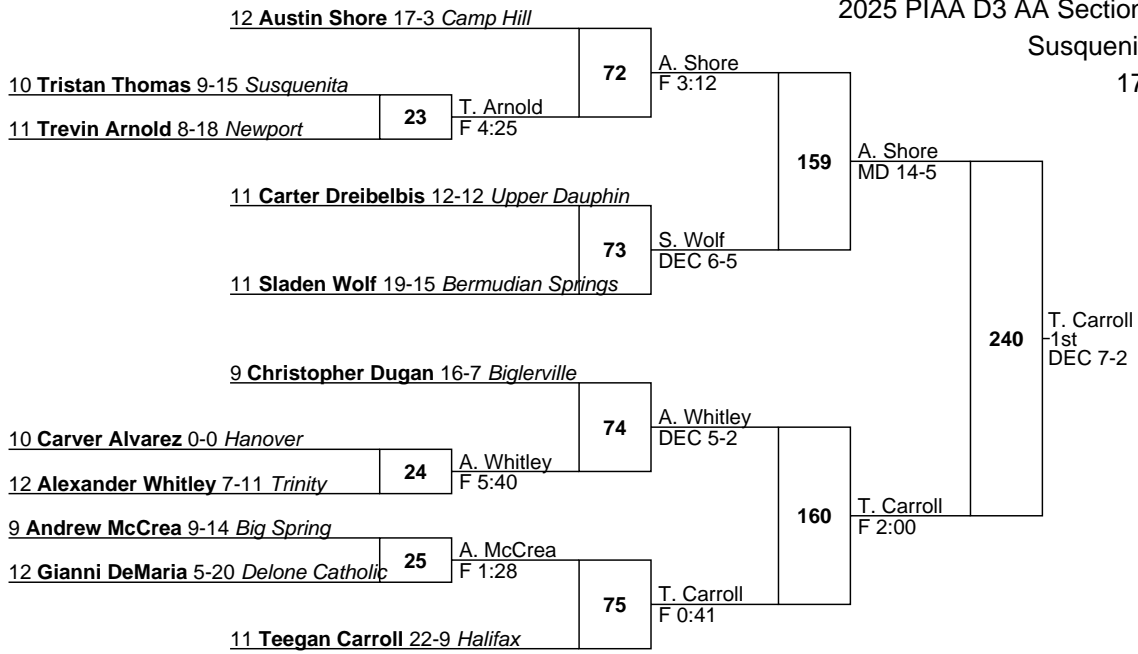 2025 PIAA D3 AA Section
Susqueni
17
12 Austin Shore 17-3 Camp Hill
72
A. Shore
F 3:12
10 Tristan Thomas 9-15 Susquenita
23
T. Arnold
F 4:25
11 Trevin Arnold 8-18 Newport
159
A. Shore
MD 14-5
11 Carter Dreibelbis 12-12 Upper Dauphin
73
S. Wolf
DEC 6-5
11 Sladen Wolf 19-15 Bermudian Springs
240
T. Carroll
1st
DEC 7-2
9 Christopher Dugan 16-7 Biglerville
74
A. Whitley
DEC 5-2
10 Carver Alvarez 0-0 Hanover
24
A. Whitley
F 5:40
12 Alexander Whitley 7-11 Trinity
160
T. Carroll
F 2:00
9 Andrew McCrea 9-14 Big Spring
25
A. McCrea
F 1:28
12 Gianni DeMaria 5-20 Delone Catholic
75
T. Carroll
F 0:41
11 Teegan Carroll 22-9 Halifax